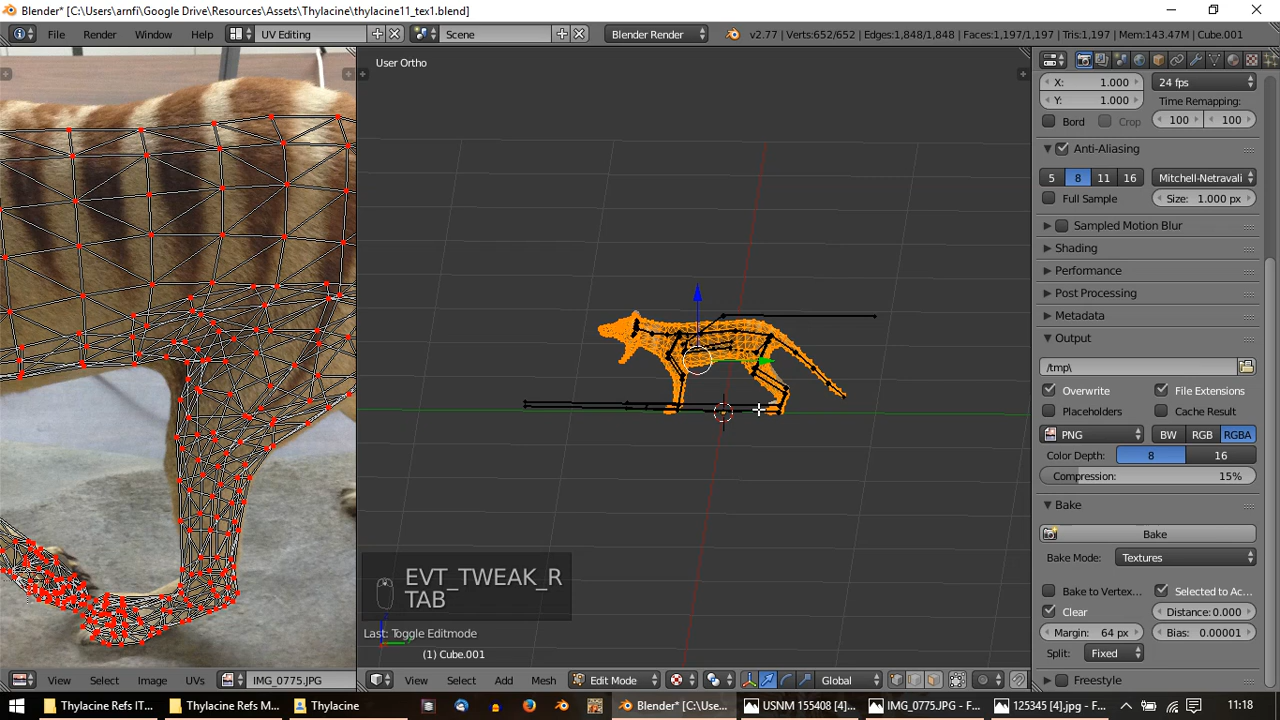 Blender* [C:\Users\arnfi\Google Drive\Resources\Assets\Thylacine\thylacine11_tex1.blend]
File Render Window Help UV Editing Scene Blender Render v2.77 | Verts:652/652 | Edges:1,848/1,848 | Faces:1,197/1,197 | Tris:1,197 | Mem:143.47M | Cube.001
User Ortho
X: 1.000 24 fps
Y: 1.000 Time Remapping:
Bord Crop 100 100
Anti-Aliasing
5 8 11 16 Mitchell-Netravali
Full Sample Size: 1.000 px
Sampled Motion Blur
Shading
Performance
Post Processing
Metadata
Output
/tmp\
Overwrite File Extensions
Placeholders Cache Result
PNG BW RGB RGBA
Color Depth: 8 16
Compression: 15%
Bake
Bake
Bake Mode: Textures
Bake to Vertex... Selected to Ac...
Clear Distance: 0.000
Margin: 64 px Bias: 0.00001
Split: Fixed
Freestyle
EVT_TWEAK_R
TAB
Last: Toggle Editmode
(1) Cube.001
View Select Image UVs IMG_0775.JPG View Select Add Mesh Edit Mode Global
Thylacine Refs IT... Thylacine Refs M... Thylacine Blender* [C:\Use... USNM 155408 [4]... IMG_0775.JPG - F... 125345 [4].jpg - F... 11:18